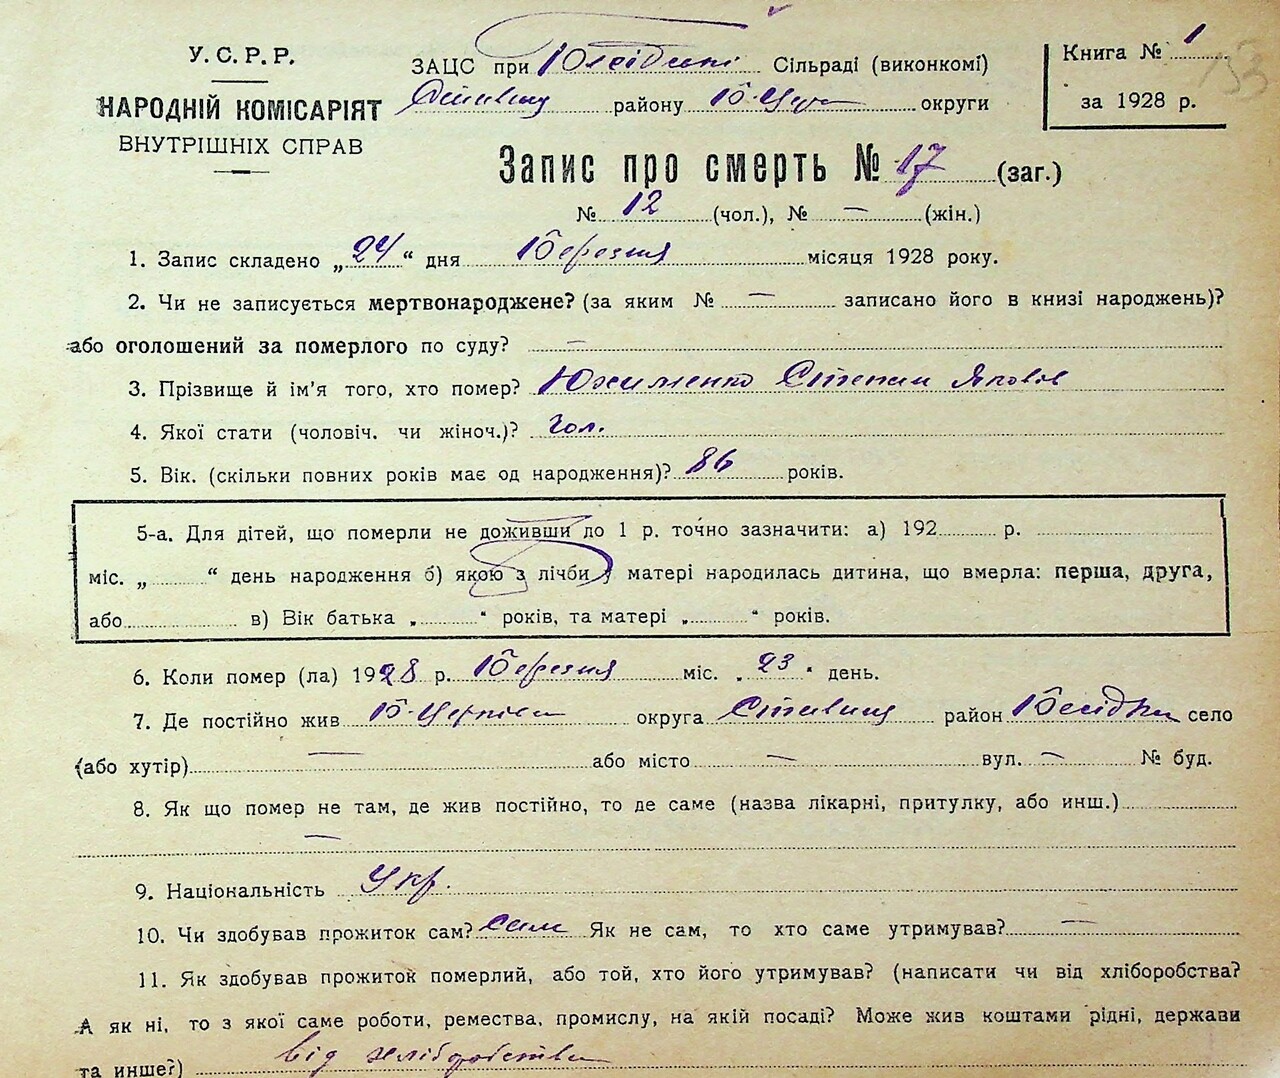 У.С.Р.Р.
НАРОДНІЙ КОМІСАРІЯТ
ВНУТРІШНІХ СПРАВ
ЗАЦС при Сільраді (виконкомі)
району Б-Церк округи
Книга № 1
за 1928 р.
153
Запис про смерть № 17 (заг.)
№ 12 (чол.), № — (жін.)
1. Запис складено „24“ дня Березня місяця 1928 року.
2. Чи не записується мертвонароджене? (за яким № — записано його в книзі народжень)?
або оголошений за померлого по суду? —
3. Прізвище й ім'я того, хто помер? Юхименко Степан Яковів
4. Якої стати (чоловіч. чи жіноч.)? Чол.
5. Вік. (скільки повних років має од народження)? 86 років.
5-а. Для дітей, що померли не доживши до 1 р. точно зазначити: а) 192 р.
міс. „ “ день народження б) якою з лічби у матері народилась дитина, що вмерла: перша, друга,
або в) Вік батька „ “ років, та матері „ “ років.
6. Коли помер (ла) 1928 р. Березня міс. „23“ день.
7. Де постійно жив округа район село
(або хутір) — або місто — вул. — № буд.
8. Як що помер не там, де жив постійно, то де саме (назва лікарні, притулку, або инш.)
—
9. Національність Укр.
10. Чи здобував прожиток сам? Сам Як не сам, то хто саме утримував? —
11. Як здобував прожиток померлий, або той, хто його утримував? (написати чи від хліборобства?
А як ні, то з якої саме роботи, ремества, промислу, на якій посаді? Може жив коштами рідні, держави
та инше?) від хліборобства